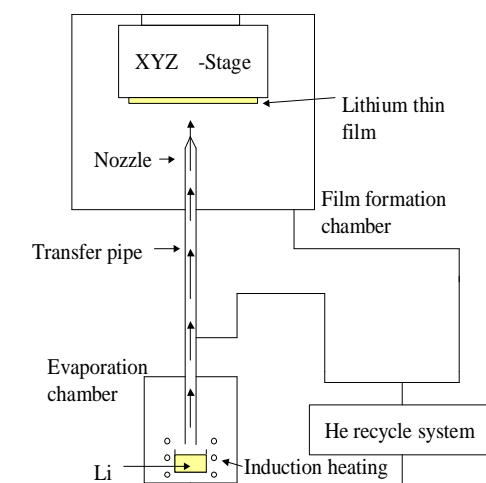 XYZ -Stage
Lithium thin
film
Nozzle
Film formation
chamber
Transfer pipe
Evaporation
chamber
He recycle system
Li
Induction heating